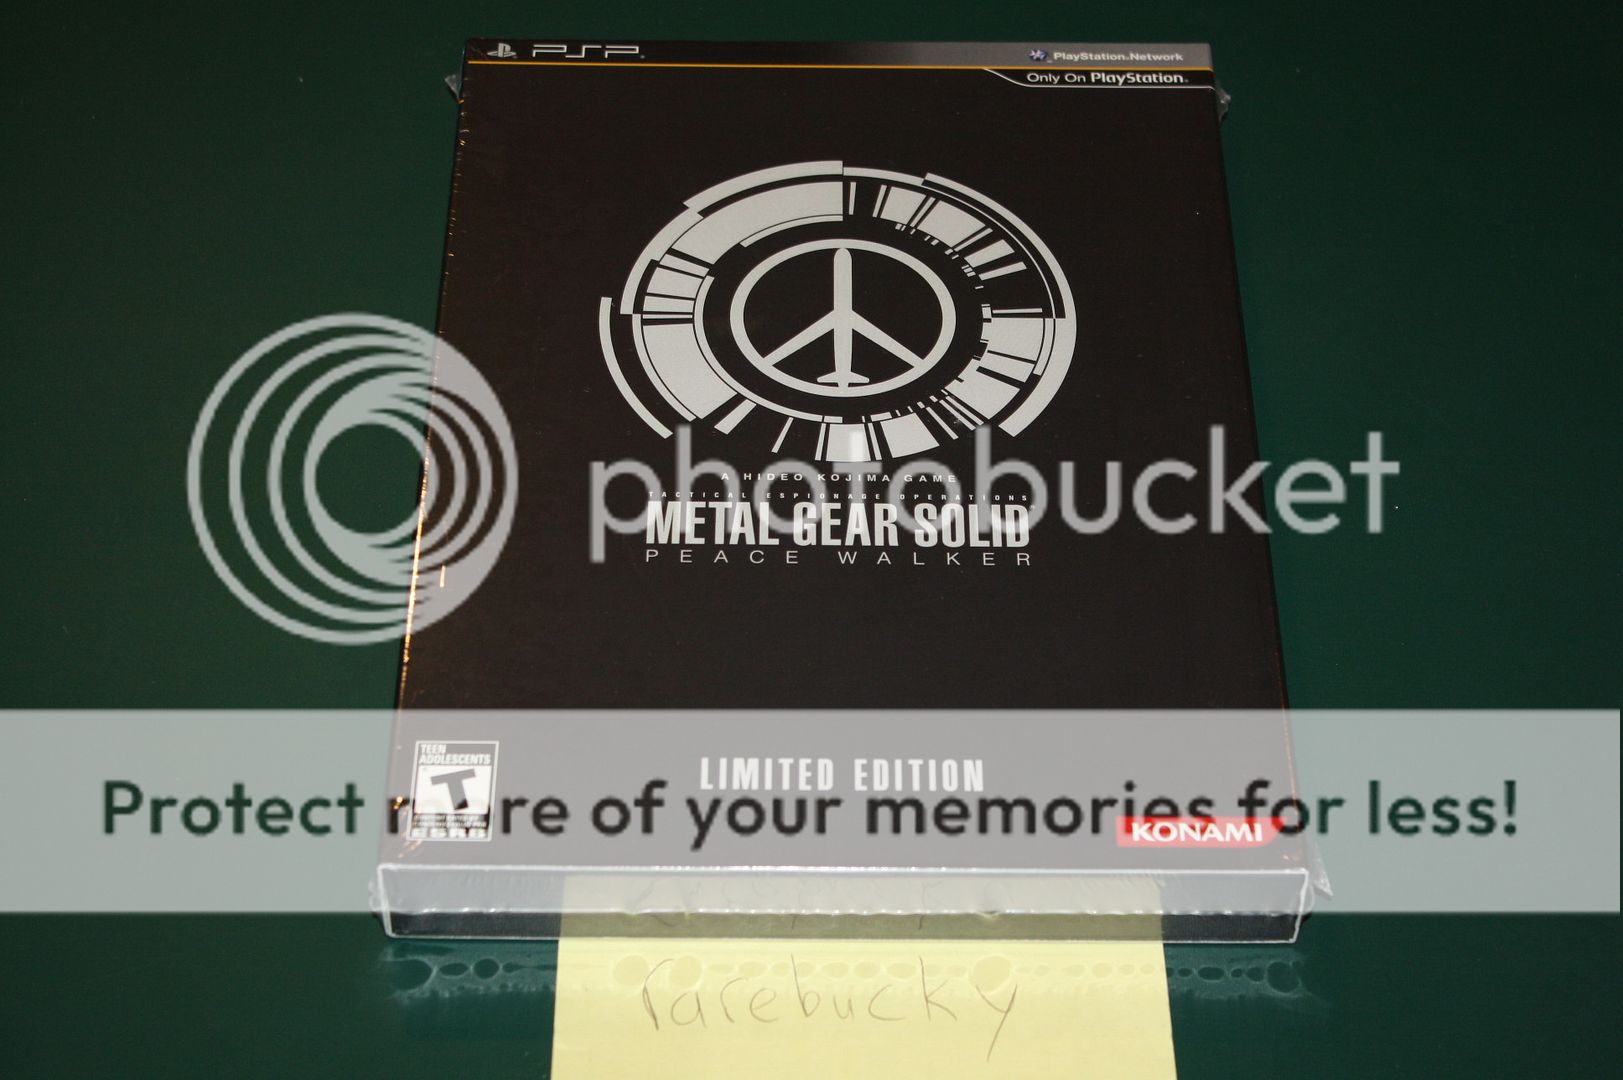 PSP
PlayStation Network
Only On PlayStation
A HIDEO KOJIMA GAME
TACTICAL ESPIONAGE OPERATIONS
METAL GEAR SOLID
PEACE WALKER
photobucket
TEEN
ADOLESCENTS
T
ESRB
LIMITED EDITION
Protect more of your memories for less!
KONAMI
rarebucky